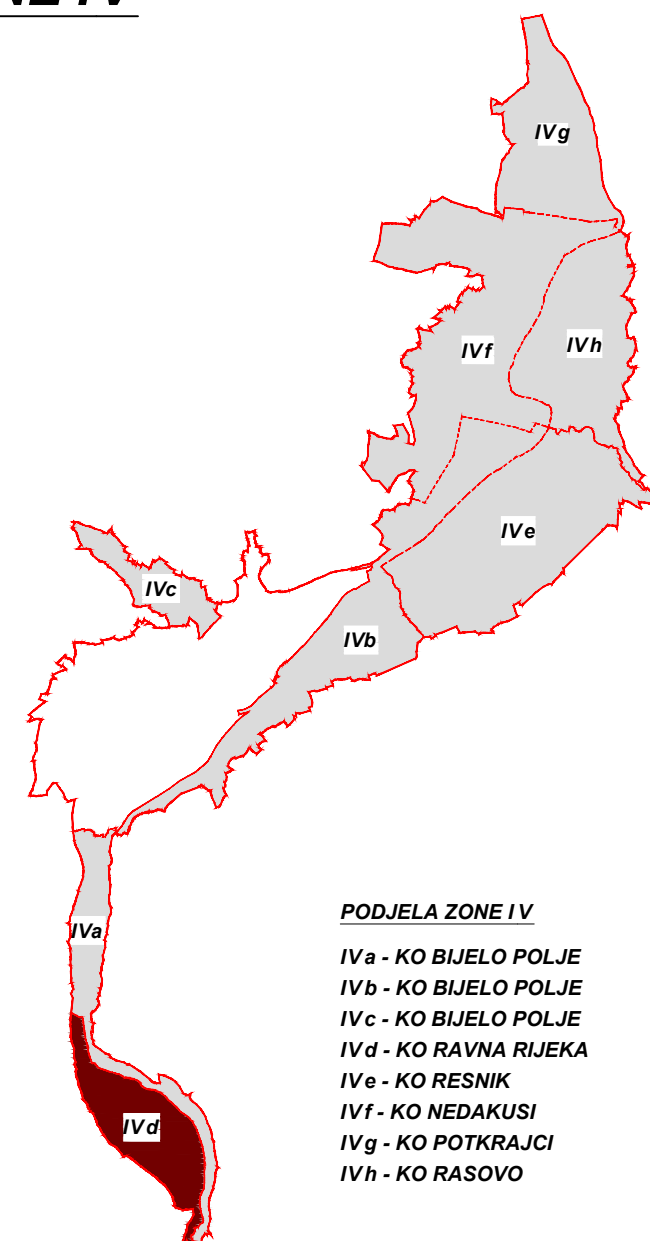 IV
IVg
IVf
IVh
IVe
IVc
IVb
IVa
IVd
PODJELA ZONE IV
IVa - KO BIJELO POLJE
IVb - KO BIJELO POLJE
IVc - KO BIJELO POLJE
IVd - KO RAVNA RIJEKA
IVe - KO RESNIK
IVf - KO NEDAKUSI
IVg - KO POTKRAJCI
IVh - KO RASOVO